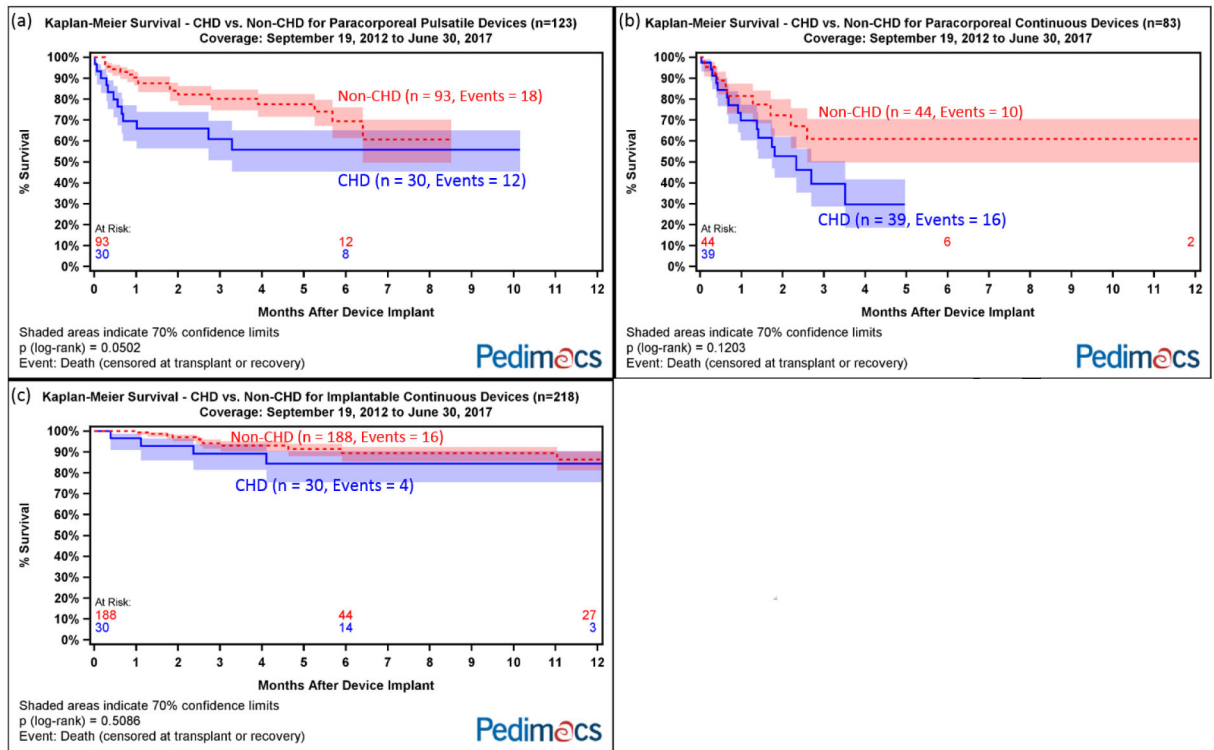 (a) Kaplan-Meier Survival - CHD vs. Non-CHD for Paracorporeal Pulsatile Devices (n=123)
Coverage: September 19, 2012 to June 30, 2017
100%
90%
80%
70%
60%
50%
40%
30%
20%
10%
0%
% Survival
Non-CHD (n = 93, Events = 18)
CHD (n = 30, Events = 12)
At Risk:
93 12
30 8
0 1 2 3 4 5 6 7 8 9 10 11 12
Months After Device Implant
Shaded areas indicate 70% confidence limits
p (log-rank) = 0.0502
Event: Death (censored at transplant or recovery)
Pedimacs
(b) Kaplan-Meier Survival - CHD vs. Non-CHD for Paracorporeal Continuous Devices (n=83)
Coverage: September 19, 2012 to June 30, 2017
100%
90%
80%
70%
60%
50%
40%
30%
20%
10%
0%
% Survival
Non-CHD (n = 44, Events = 10)
CHD (n = 39, Events = 16)
At Risk:
44 6 2
39
0 1 2 3 4 5 6 7 8 9 10 11 12
Months After Device Implant
Shaded areas indicate 70% confidence limits
p (log-rank) = 0.1203
Event: Death (censored at transplant or recovery)
Pedimacs
(c) Kaplan-Meier Survival - CHD vs. Non-CHD for Implantable Continuous Devices (n=218)
Coverage: September 19, 2012 to June 30, 2017
100%
90%
80%
70%
60%
50%
40%
30%
20%
10%
0%
% Survival
Non-CHD (n = 188, Events = 16)
CHD (n = 30, Events = 4)
At Risk:
188 44 27
30 14 3
0 1 2 3 4 5 6 7 8 9 10 11 12
Months After Device Implant
Shaded areas indicate 70% confidence limits
p (log-rank) = 0.5086
Event: Death (censored at transplant or recovery)
Pedimacs